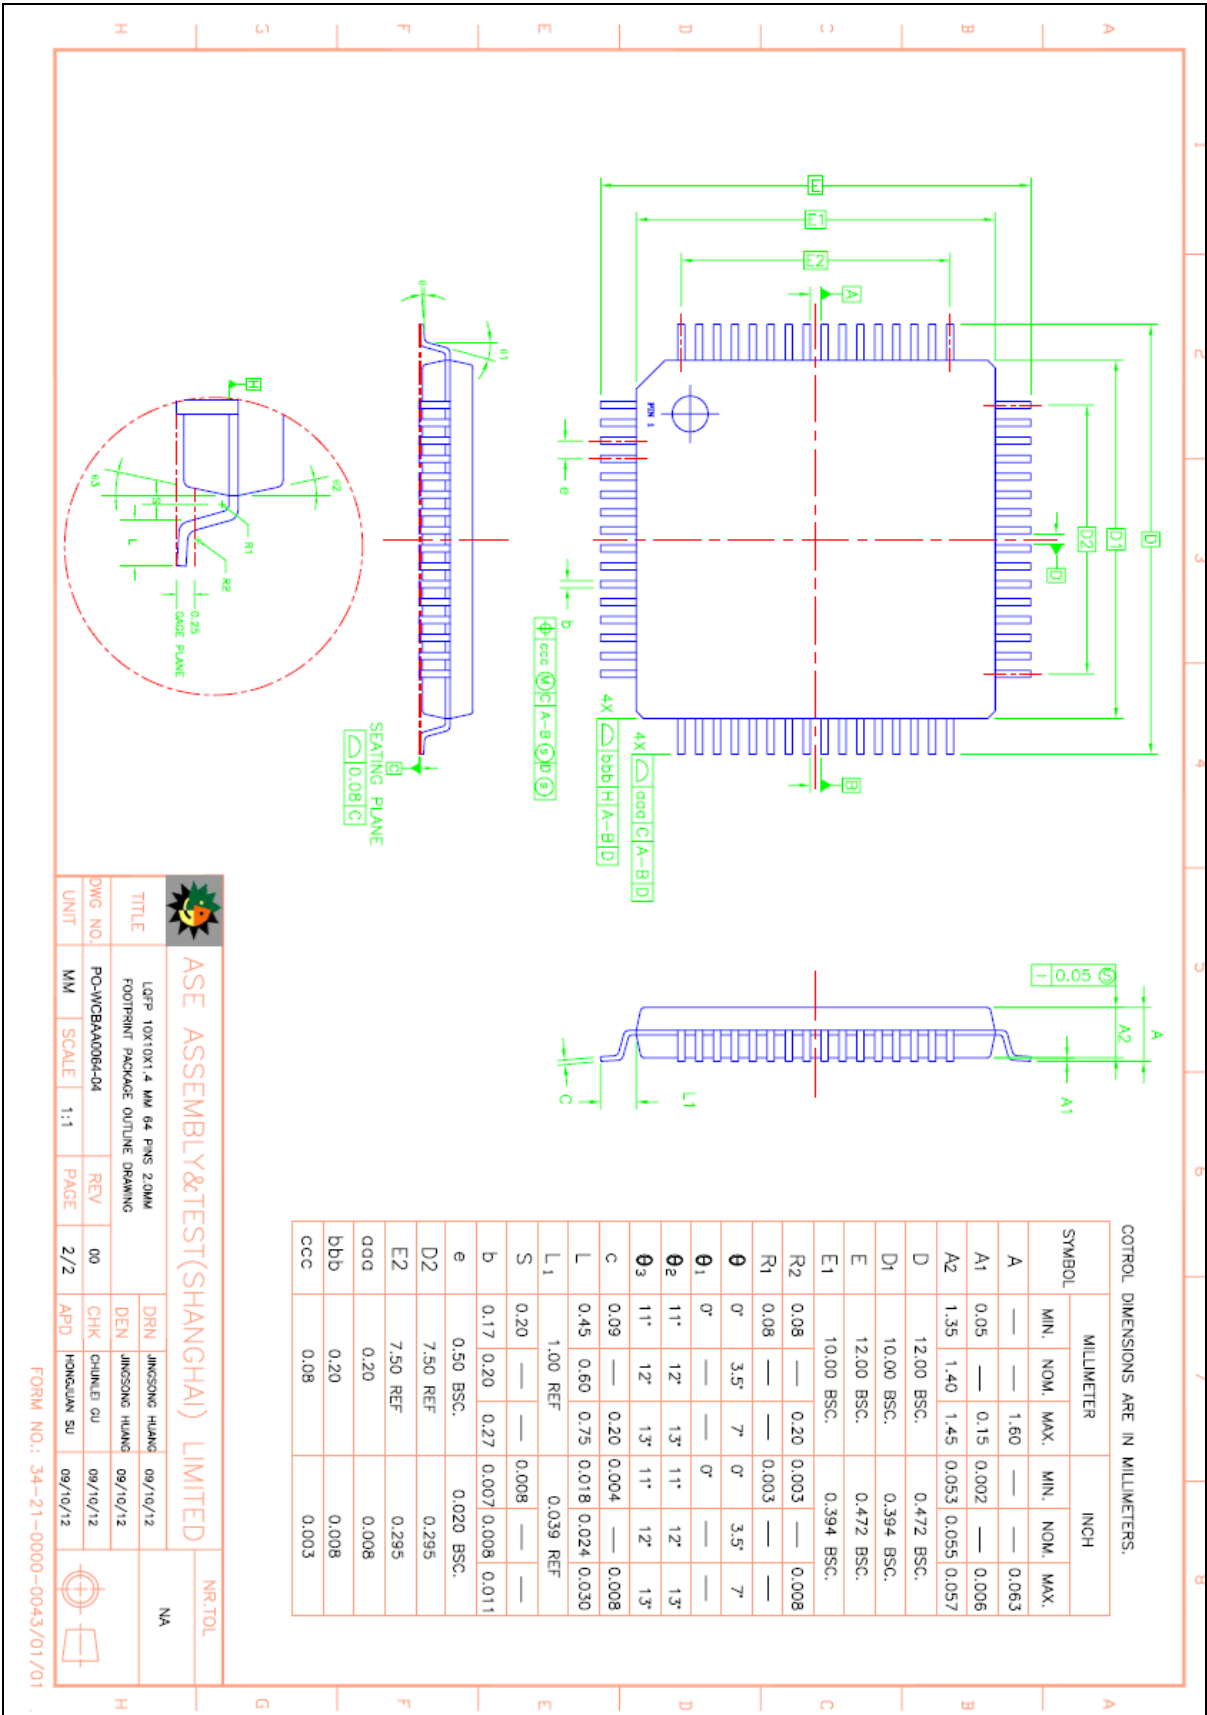 1 2 3 4 5 6 7 8
A B C D E F G H
A B C D E F G H
COTROL DIMENSIONS ARE IN MILLIMETERS.
SYMBOL MILLIMETER INCH
MIN. NOM. MAX. MIN. NOM. MAX.
A — — 1.60 — — 0.063
A1 0.05 — 0.15 0.002 — 0.006
A2 1.35 1.40 1.45 0.053 0.055 0.057
D 12.00 BSC. 0.472 BSC.
D1 10.00 BSC. 0.394 BSC.
E 12.00 BSC. 0.472 BSC.
E1 10.00 BSC. 0.394 BSC.
R2 0.08 — 0.20 0.003 — 0.008
R1 0.08 — — 0.003 — —
θ 0° 3.5° 7° 0° 3.5° 7°
θ1 0° — — 0° — —
θ2 11° 12° 13° 11° 12° 13°
θ3 11° 12° 13° 11° 12° 13°
c 0.09 — 0.20 0.004 — 0.008
L 0.45 0.60 0.75 0.018 0.024 0.030
L1 1.00 REF 0.039 REF
S 0.20 — — 0.008 — —
b 0.17 0.20 0.27 0.007 0.008 0.011
e 0.50 BSC. 0.020 BSC.
D2 7.50 REF 0.295
E2 7.50 REF 0.295
aaa 0.20 0.008
bbb 0.20 0.008
ccc 0.08 0.003
D
D1
D2
D
E
E1
E2
A
B
PIN 1
e
b
4X aaa C A-B D
4X bbb H A-B D
ccc M C A-B S D S
0.05 S
A
A2
A1
L1
C
θ
θ1
SEATING PLANE
C
0.08 C
H
θ2
θ3
S
L
R1
R2
0.25
GAGE PLANE
ASE ASSEMBLY&TEST(SHANGHAI) LIMITED
TITLE
LQFP 10X10X1.4 MM 64 PINS 2.0MM
FOOTPRINT PACKAGE OUTLINE DRAWING
DWG NO. PO-WCBAA0064-04 REV 00
UNIT MM SCALE 1:1 PAGE 2/2
DRN JINGSONG HUANG 09/10/12
DEN JINGSONG HUANG 09/10/12
CHK CHUNLEI GU 09/10/12
APD HONGJUAN SU 09/10/12
NR.TOL
NA
FORM NO.: 34-21-0000-0043/01/01